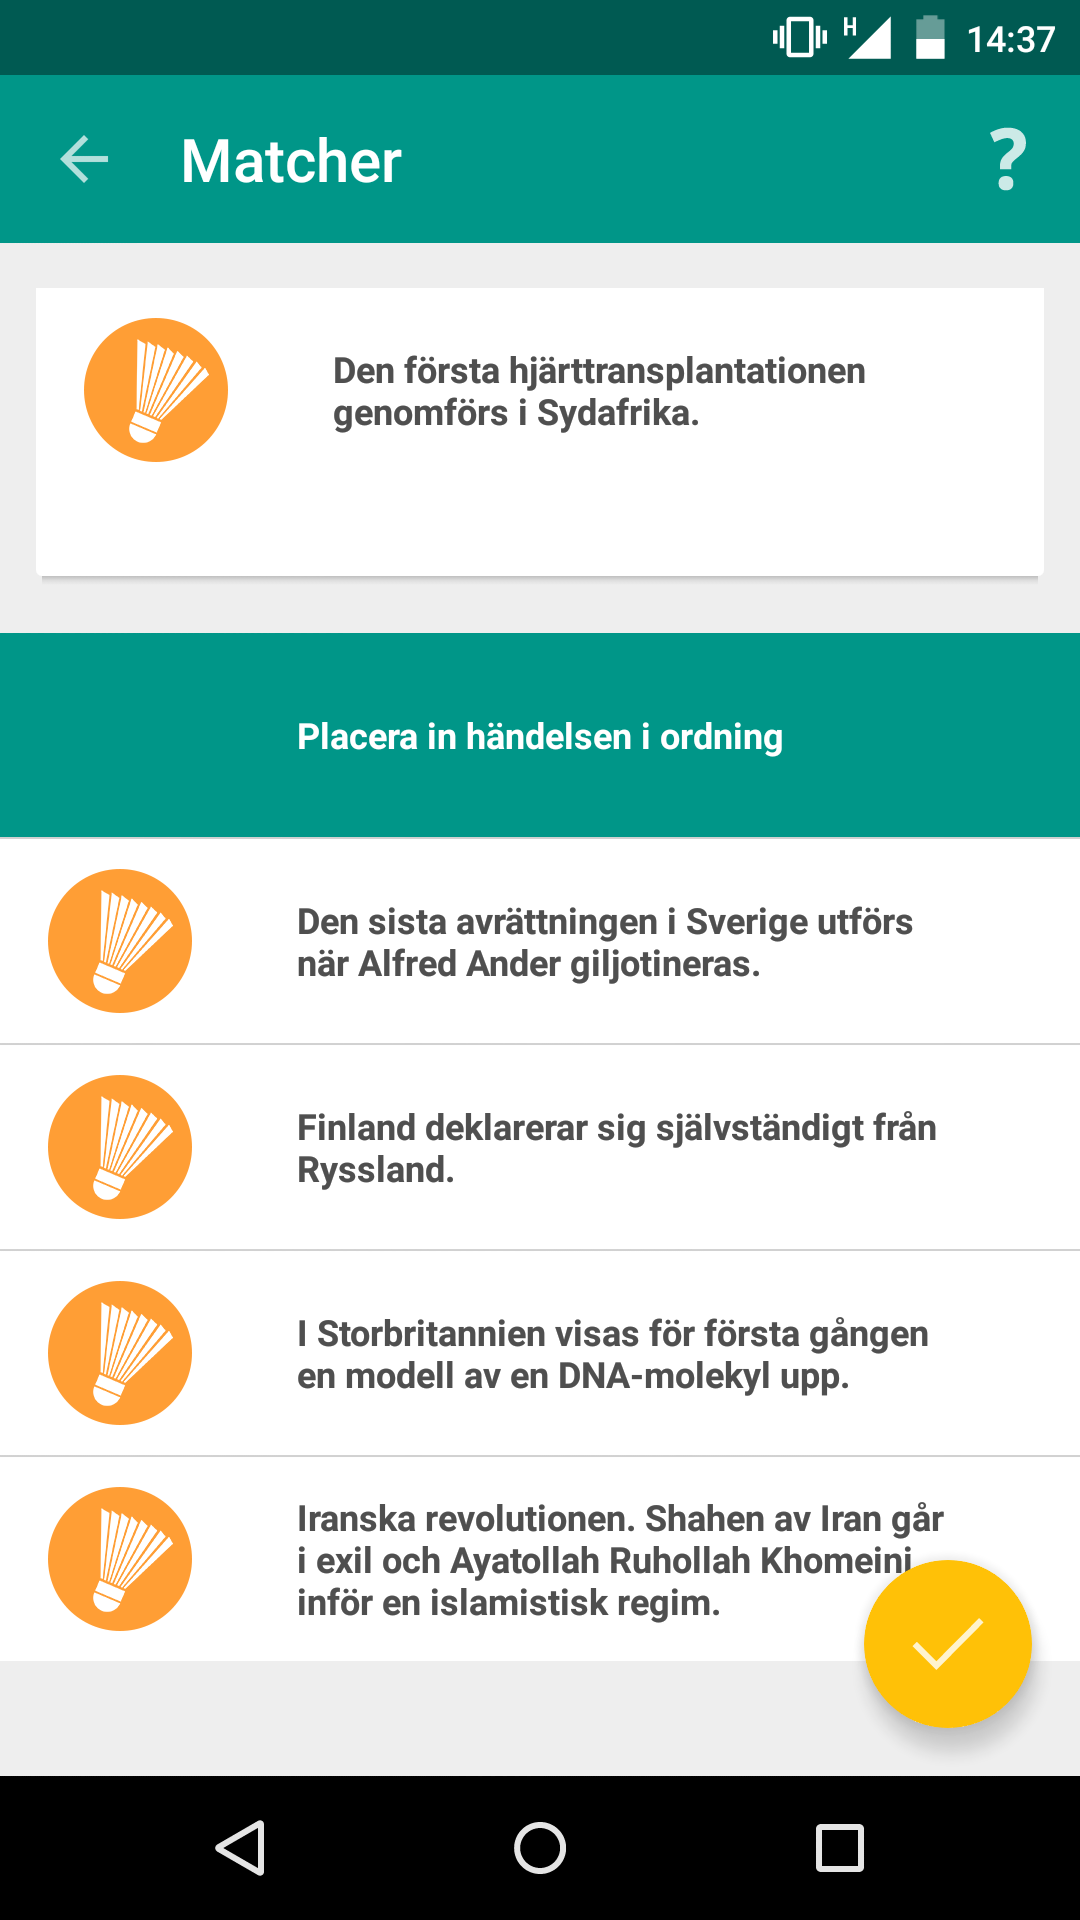 H 14:37
Matcher ?
Den första hjärttransplantationen
genomförs i Sydafrika.
Placera in händelsen i ordning
Den sista avrättningen i Sverige utförs
när Alfred Ander giljotineras.
Finland deklarerar sig självständigt från
Ryssland.
I Storbritannien visas för första gången
en modell av en DNA-molekyl upp.
Iranska revolutionen. Shahen av Iran går
i exil och Ayatollah Ruhollah Khomeini
inför en islamistisk regim.